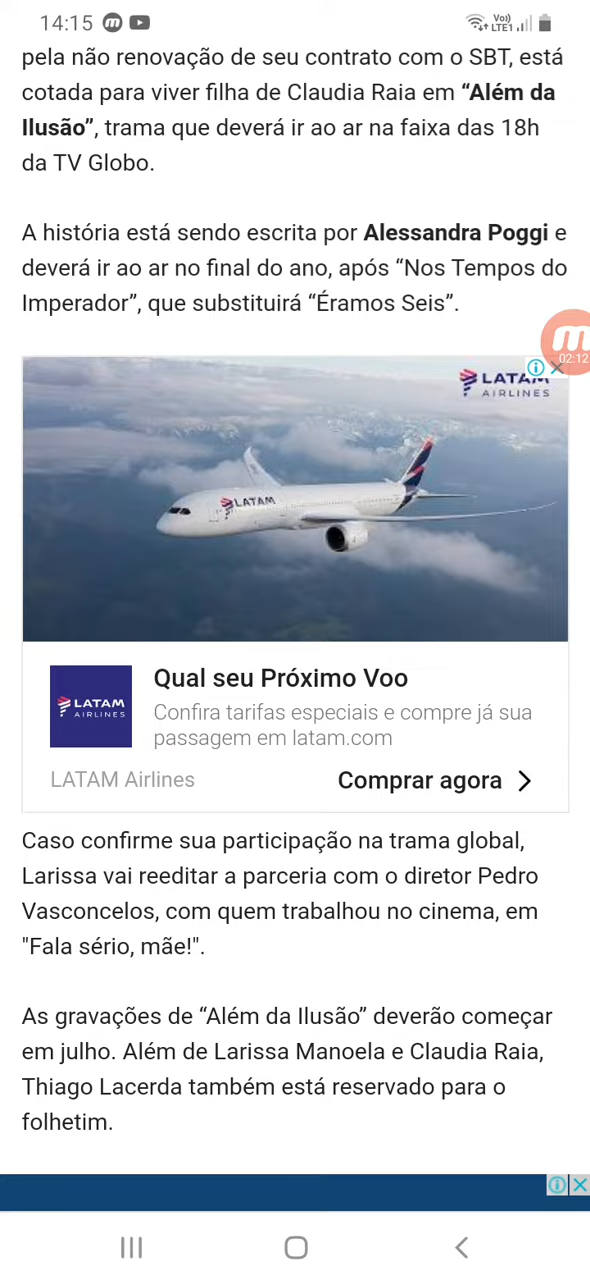 14:15
Vo))
LTE1
pela não renovação de seu contrato com o SBT, está
cotada para viver filha de Claudia Raia em “Além da
Ilusão”, trama que deverá ir ao ar na faixa das 18h
da TV Globo.
A história está sendo escrita por Alessandra Poggi e
deverá ir ao ar no final do ano, após “Nos Tempos do
Imperador”, que substituirá “Éramos Seis”.
02:12
LATAM
AIRLINES
LATAM
Qual seu Próximo Voo
LATAM
AIRLINES
Confira tarifas especiais e compre já sua
passagem em latam.com
LATAM Airlines
Comprar agora
Caso confirme sua participação na trama global,
Larissa vai reeditar a parceria com o diretor Pedro
Vasconcelos, com quem trabalhou no cinema, em
"Fala sério, mãe!".
As gravações de “Além da Ilusão” deverão começar
em julho. Além de Larissa Manoela e Claudia Raia,
Thiago Lacerda também está reservado para o
folhetim.